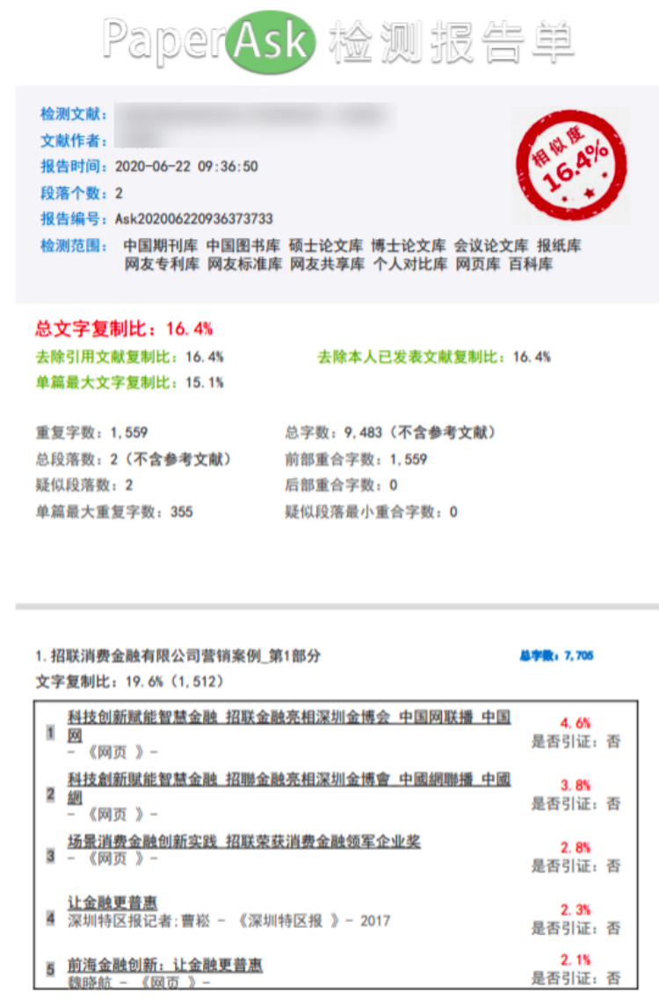 PaperAsk 检测报告单
检测文献：
文献作者：
报告时间：2020-06-22 09:36:50
段落个数：2
报告编号：Ask202006220936373733
检测范围： 中国期刊库 中国图书库 硕士论文库 博士论文库 会议论文库 报纸库
网友专利库 网友标准库 网友共享库 个人对比库 网页库 百科库
相似度
16.4%
总文字复制比：16.4%
去除引用文献复制比：16.4% 去除本人已发表文献复制比：16.4%
单篇最大文字复制比：15.1%
重复字数：1,559 总字数：9,483（不含参考文献）
总段落数：2（不含参考文献） 前部重合字数：1,559
疑似段落数：2 后部重合字数：0
单篇最大重复字数：355 疑似段落最小重合字数：0
1.招联消费金融有限公司营销案例_第1部分 总字数：7,705
文字复制比：19.6%（1,512）
1 科技创新赋能智慧金融_招联金融亮相深圳金博会_中国网联播_中国
网
- 《网页 》-
4.6%
是否引证：否
2 科技創新賦能智慧金融_招聯金融亮相深圳金博會_中國網聯播_中國
網
- 《网页 》-
3.8%
是否引证：否
3 场景消费金融创新实践_招联荣获消费金融领军企业奖
- 《网页 》-
2.8%
是否引证：否
4 让金融更普惠
深圳特区报记者;曹崧 - 《深圳特区报 》- 2017
2.3%
是否引证：否
5 前海金融创新：让金融更普惠
魏晓航 - 《网页 》-
2.1%
是否引证：否